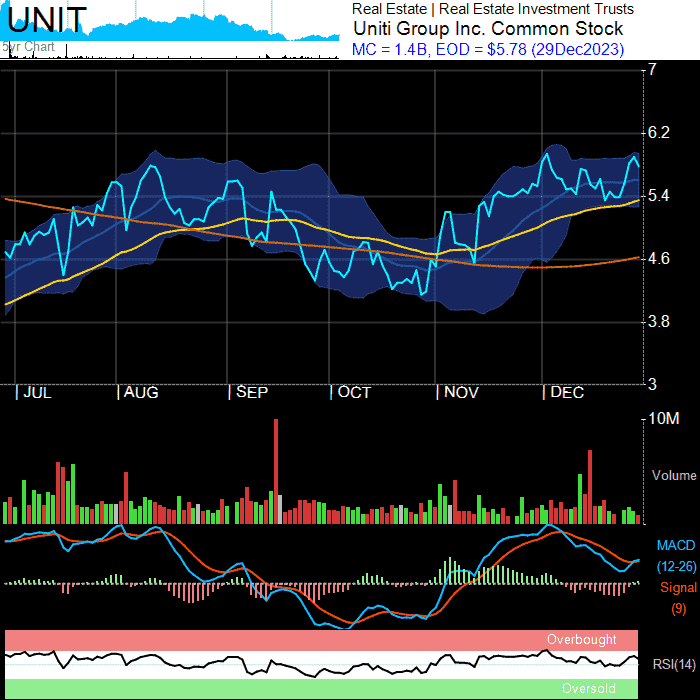 UNIT
5yr Chart
Real Estate | Real Estate Investment Trusts
Uniti Group Inc. Common Stock
MC = 1.4B, EOD = $5.78 (29Dec2023)
7
6.2
5.4
4.6
3.8
3
| JUL | AUG | SEP | OCT | NOV | DEC
10M
Volume
MACD
(12-26)
Signal
(9)
Overbought
RSI(14)
Oversold